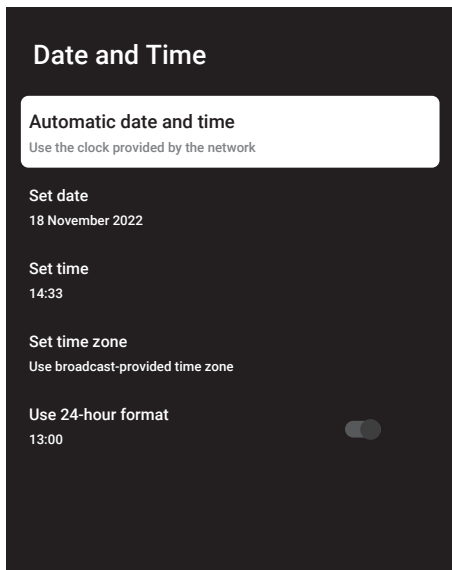 Date and Time
Automatic date and time
Use the clock provided by the network
Set date
18 November 2022
Set time
14:33
Set time zone
Use broadcast-provided time zone
Use 24-hour format
13:00